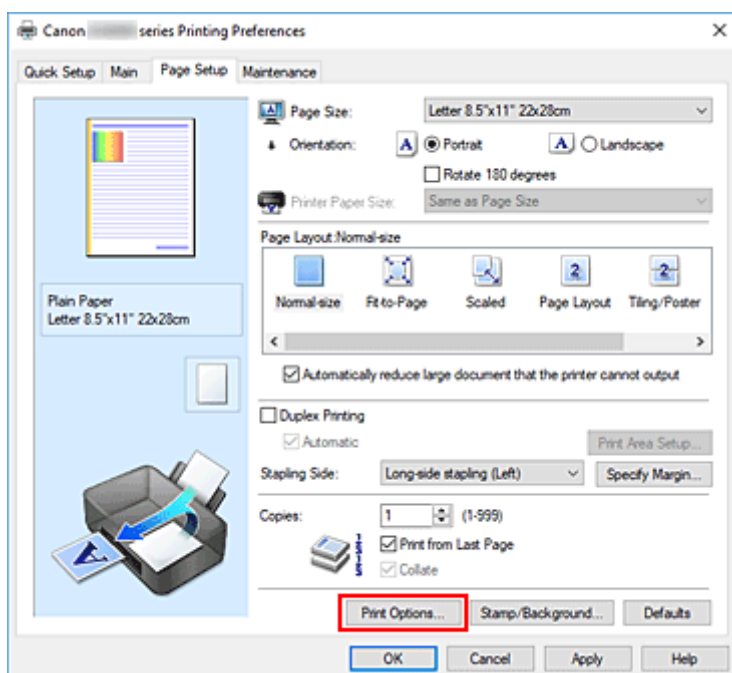 Canon series Printing Preferences
Quick Setup Main Page Setup Maintenance
Page Size: Letter 8.5"x11" 22x28cm
Orientation: A Portrait A Landscape
Rotate 180 degrees
Printer Paper Size: Same as Page Size
Page Layout:Normal-size
Normal-size Fit-to-Page Scaled Page Layout Tiling/Poster
Plain Paper
Letter 8.5"x11" 22x28cm
Automatically reduce large document that the printer cannot output
Duplex Printing
Automatic Print Area Setup...
Stapling Side: Long-side stapling (Left) Specify Margin...
Copies: 1 (1-999)
Print from Last Page
Collate
Print Options... Stamp/Background... Defaults
OK Cancel Apply Help